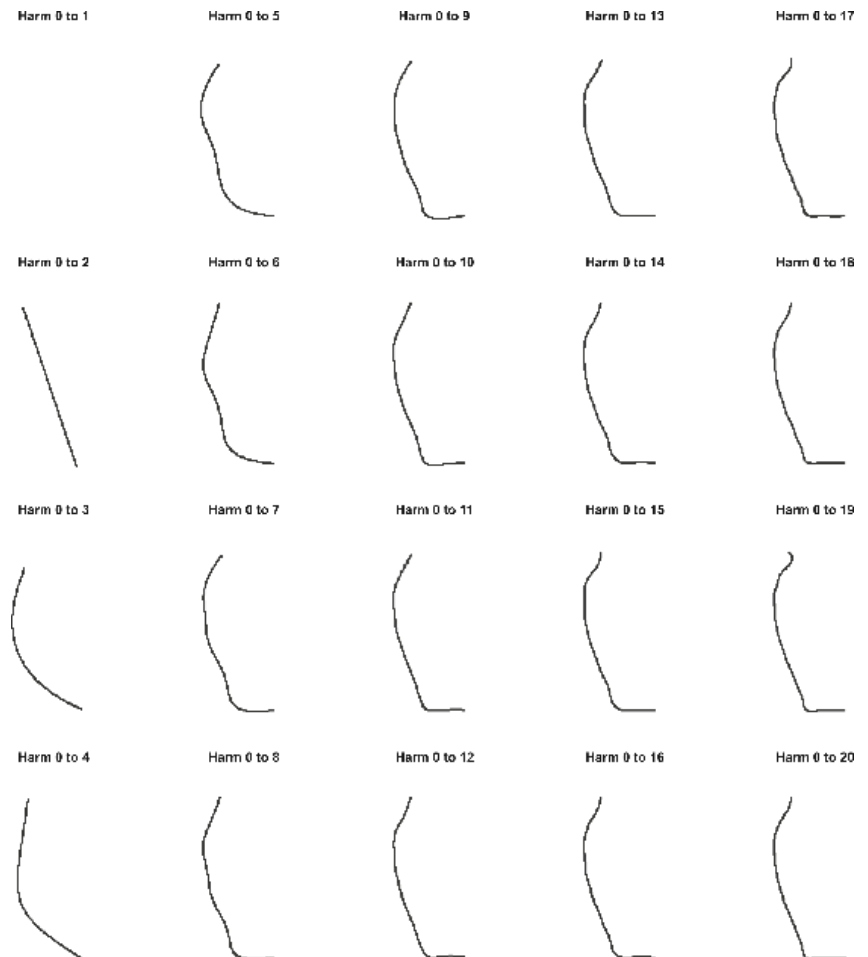 Harm 0 to 1
Harm 0 to 5
Harm 0 to 9
Harm 0 to 13
Harm 0 to 17
Harm 0 to 2
Harm 0 to 6
Harm 0 to 10
Harm 0 to 14
Harm 0 to 18
Harm 0 to 3
Harm 0 to 7
Harm 0 to 11
Harm 0 to 15
Harm 0 to 19
Harm 0 to 4
Harm 0 to 8
Harm 0 to 12
Harm 0 to 16
Harm 0 to 20